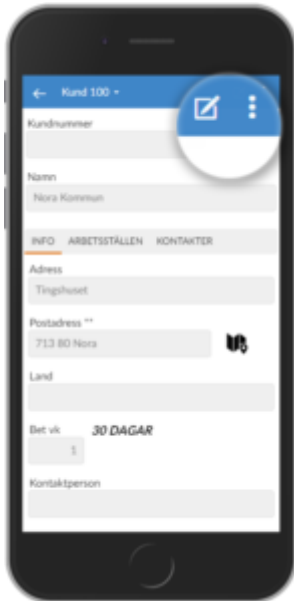 Kund 100
Kundnummer
Namn
Nora Kommun
INFO ARBETSSTÄLLEN KONTAKTER
Adress
Tingshuset
Postadress **
713 80 Nora
Land
Bet vk 30 DAGAR
1
Kontaktperson